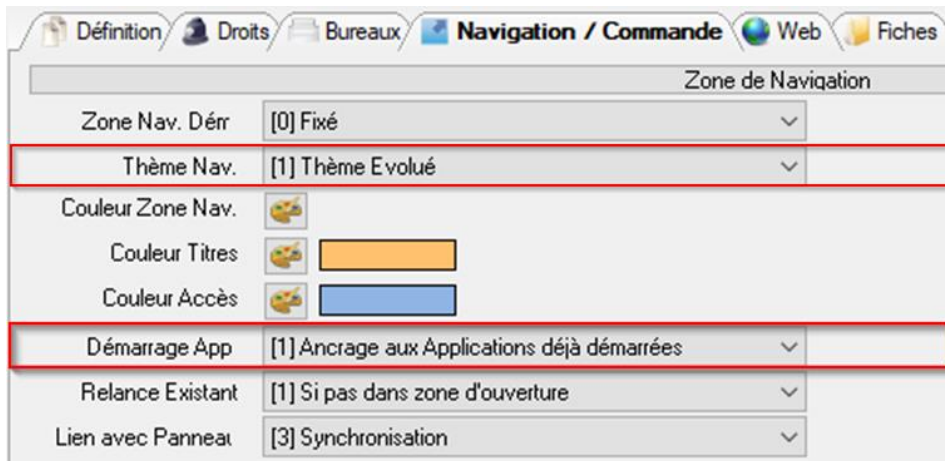 Définition Droits Bureaux Navigation / Commande Web Fiches
Zone de Navigation
Zone Nav. Dérr [0] Fixé
Thème Nav. [1] Thème Evolué
Couleur Zone Nav.
Couleur Titres
Couleur Accès
Démarrage App [1] Ancrage aux Applications déjà démarrées
Relance Existant [1] Si pas dans zone d'ouverture
Lien avec Panneau [3] Synchronisation